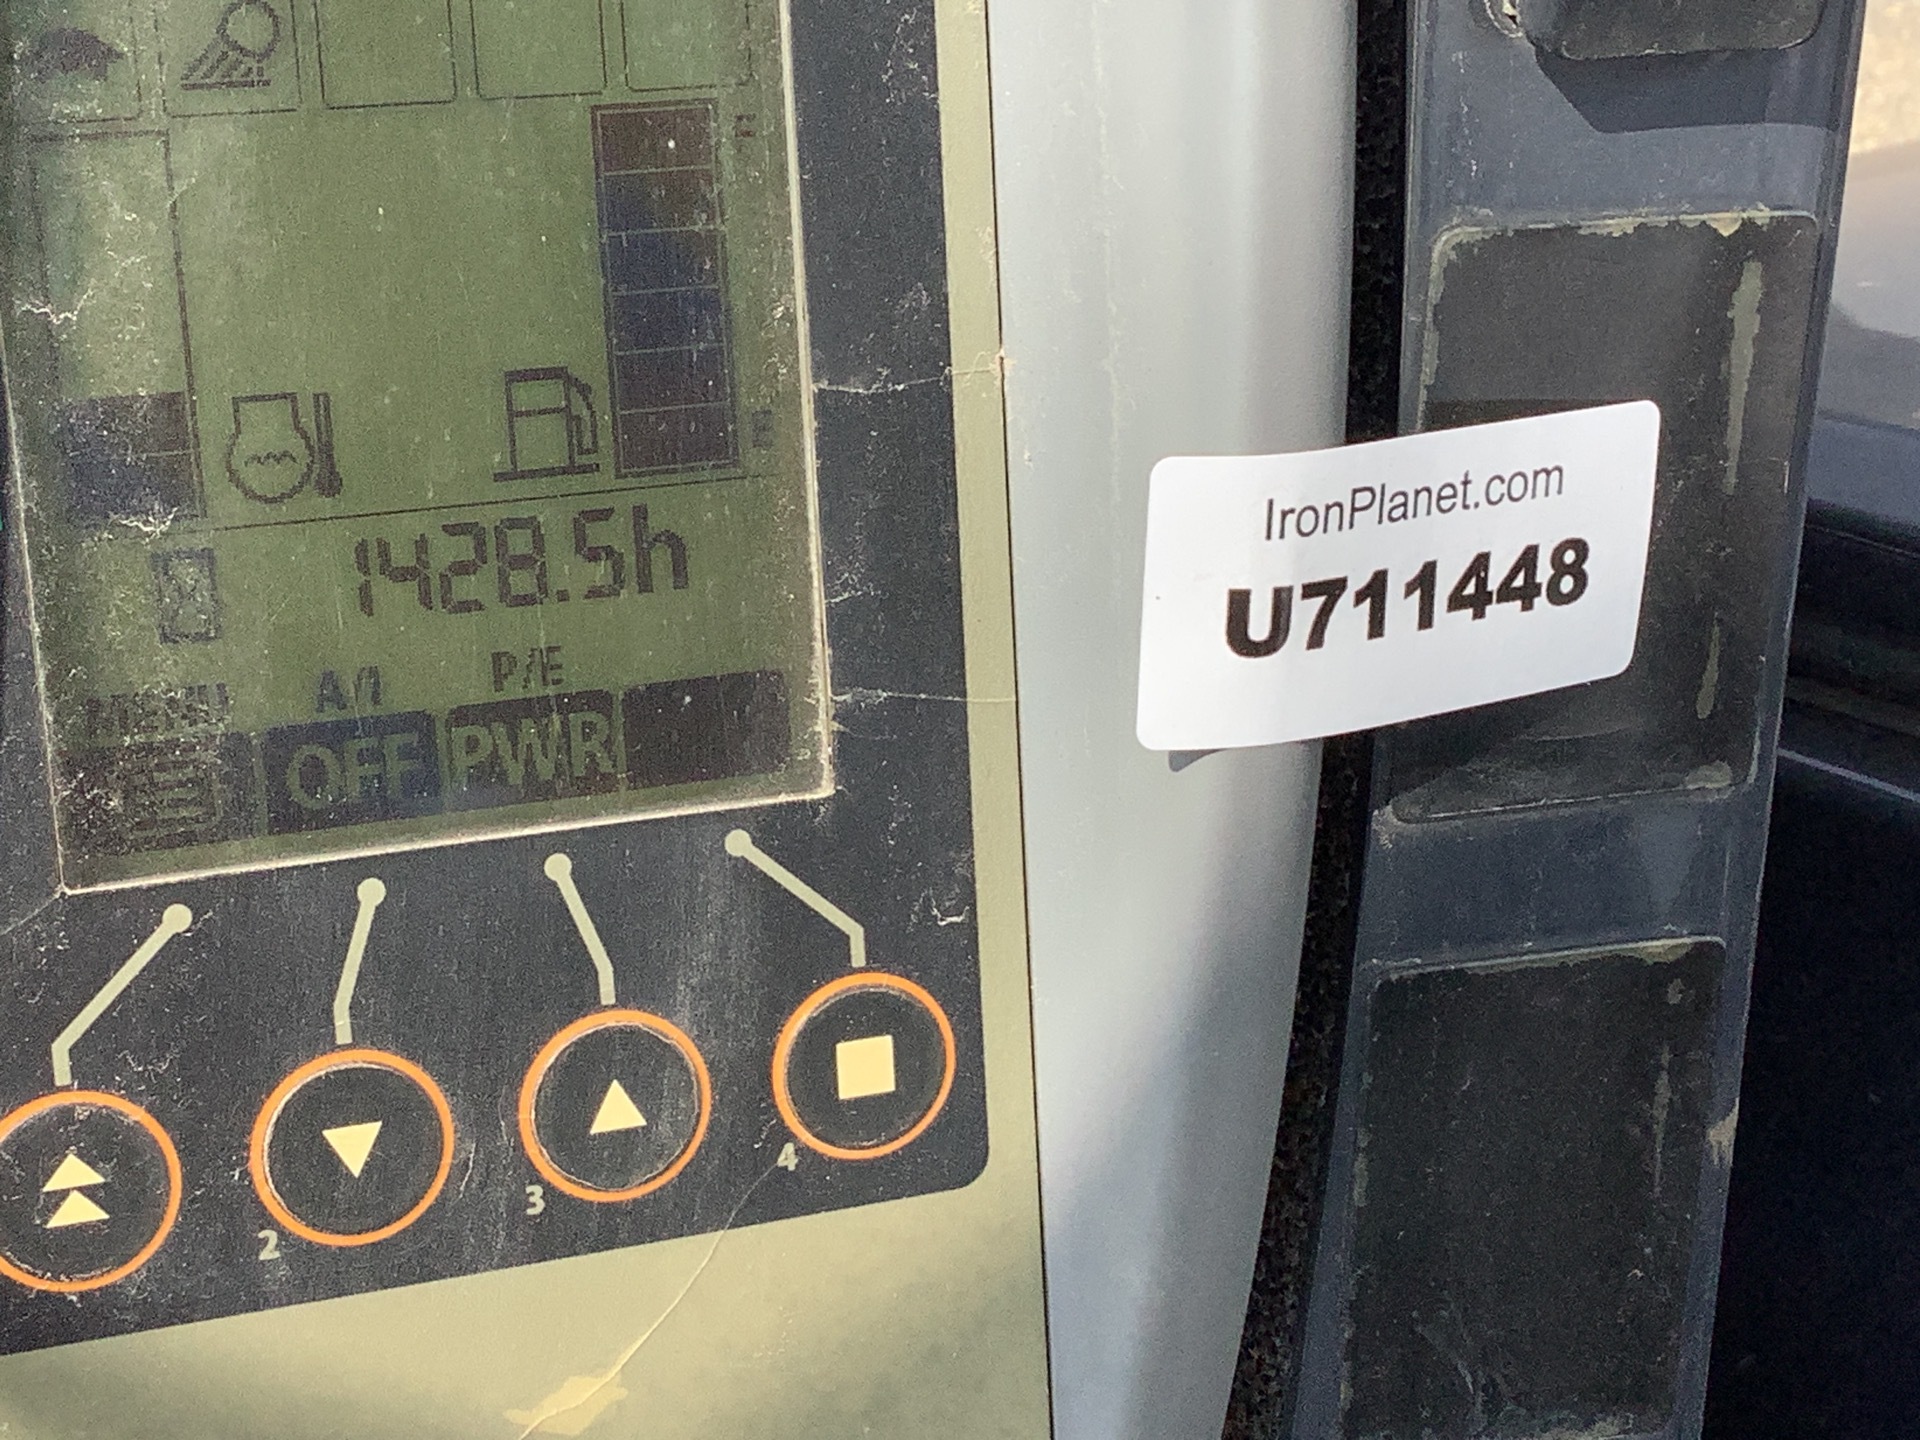 F
E
1428.5h
MENU
A/I
P/E
OFF
PWR
2
3
4
IronPlanet.com
U711448